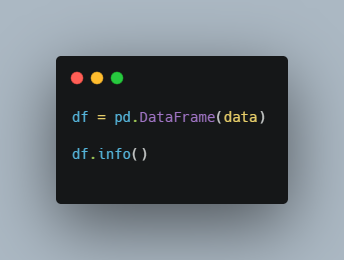 df = pd.DataFrame(data)
df.info()